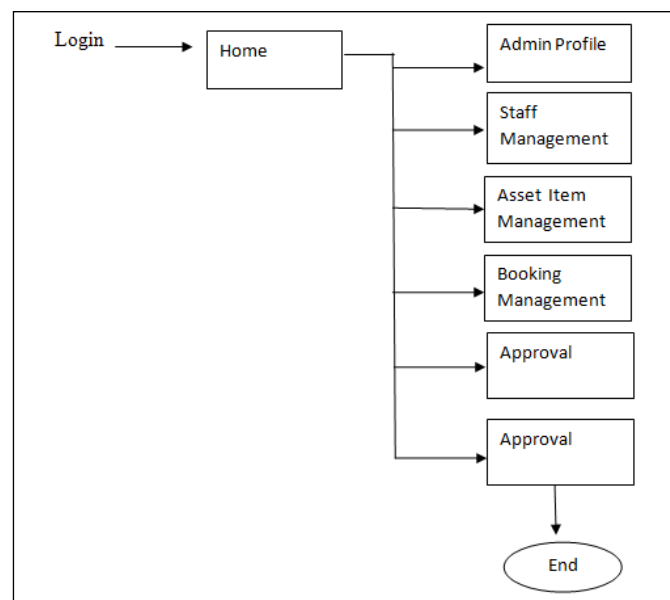 Login
Home
Admin Profile
Staff
Management
Asset Item
Management
Booking
Management
Approval
Approval
End